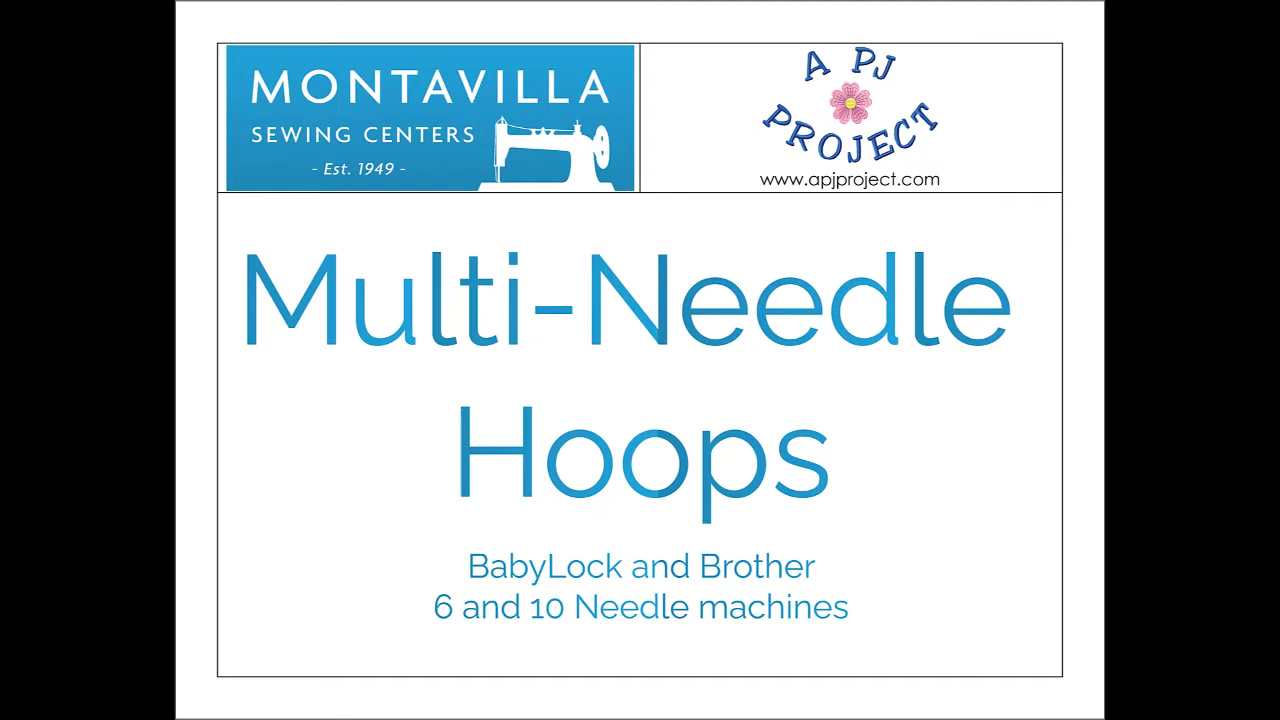 MONTAVILLA
SEWING CENTERS
- Est. 1949 -
A PJ
PROJECT
www.apjproject.com
Multi-Needle
Hoops
BabyLock and Brother
6 and 10 Needle machines